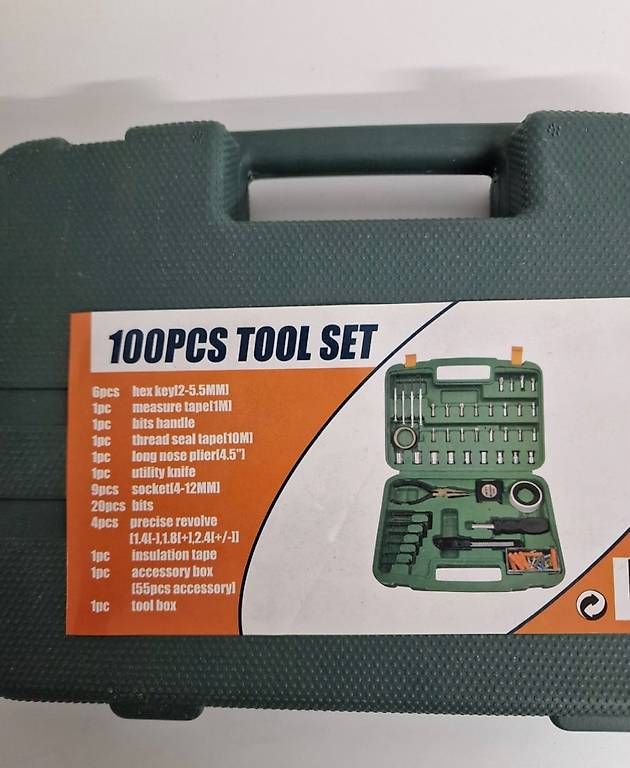 100PCS TOOL SET
6pcs hex key[2-5.5MM]
1pc measure tape[1M]
1pc bits handle
1pc thread seal tape[10M]
1pc long nose plier[4.5"]
1pc utility knife
9pcs socket[4-12MM]
20pcs bits
4pcs precise revolve
[1.4[-],1.8[+],2.4[+/-]]
1pc insulation tape
1pc accessory box
[55pcs accessory]
1pc tool box